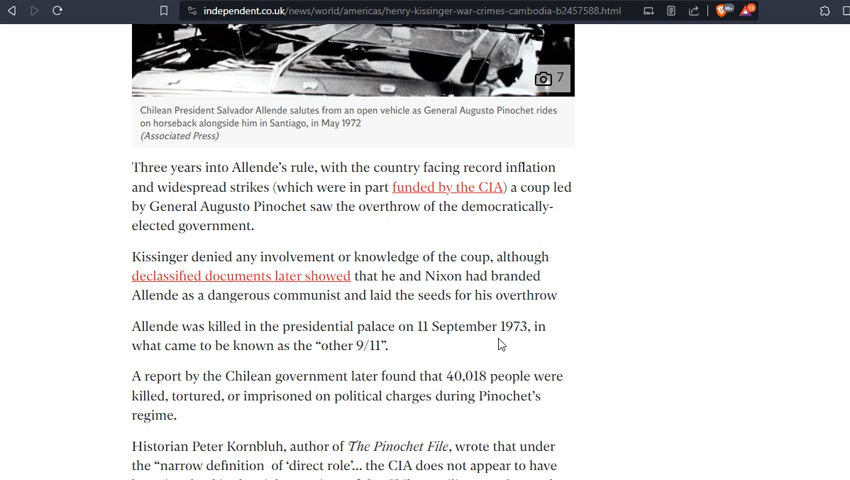 independent.co.uk/news/world/americas/henry-kissinger-war-crimes-cambodia-b2457588.html
7
Chilean President Salvador Allende salutes from an open vehicle as General Augusto Pinochet rides
on horseback alongside him in Santiago, in May 1972
(Associated Press)
Three years into Allende’s rule, with the country facing record inflation
and widespread strikes (which were in part funded by the CIA) a coup led
by General Augusto Pinochet saw the overthrow of the democratically-
elected government.
Kissinger denied any involvement or knowledge of the coup, although
declassified documents later showed that he and Nixon had branded
Allende as a dangerous communist and laid the seeds for his overthrow
Allende was killed in the presidential palace on 11 September 1973, in
what came to be known as the “other 9/11”.
A report by the Chilean government later found that 40,018 people were
killed, tortured, or imprisoned on political charges during Pinochet’s
regime.
Historian Peter Kornbluh, author of The Pinochet File, wrote that under
the “narrow definition of ‘direct role’... the CIA does not appear to have